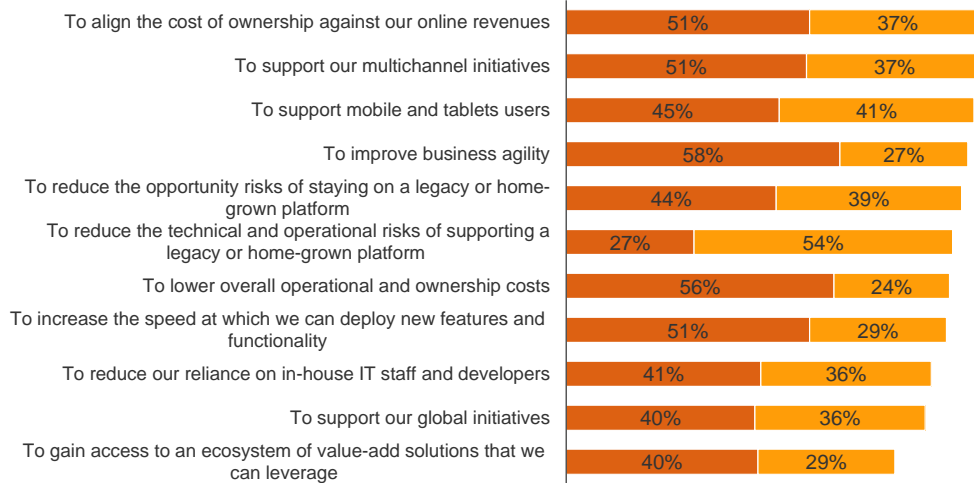 To align the cost of ownership against our online revenues
51% 37%
To support our multichannel initiatives
51% 37%
To support mobile and tablets users
45% 41%
To improve business agility
58% 27%
To reduce the opportunity risks of staying on a legacy or home-
grown platform
44% 39%
To reduce the technical and operational risks of supporting a
legacy or home-grown platform
27% 54%
To lower overall operational and ownership costs
56% 24%
To increase the speed at which we can deploy new features and
functionality
51% 29%
To reduce our reliance on in-house IT staff and developers
41% 36%
To support our global initiatives
40% 36%
To gain access to an ecosystem of value-add solutions that we
can leverage
40% 29%